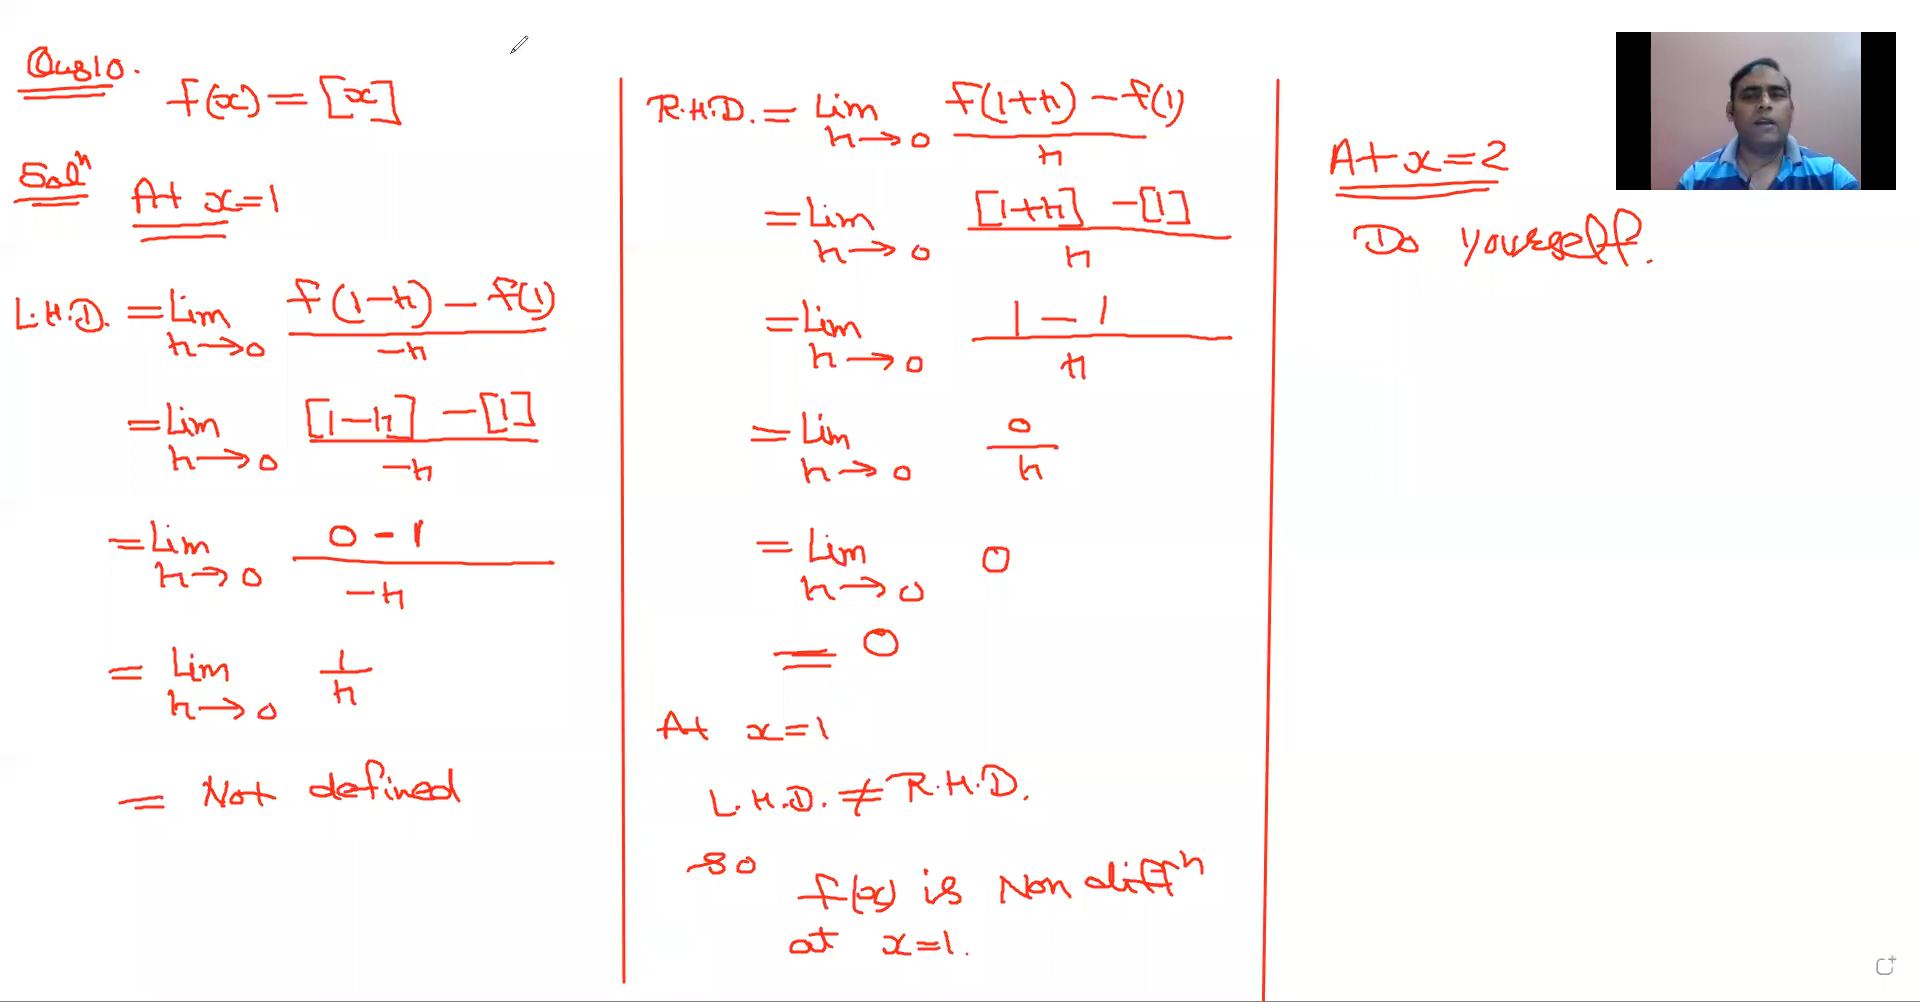 Ques10.
f(x) = [x]
Solⁿ
At x=1
L.H.D. = Lim h→0 (f(1-h) - f(1))/(-h)
= Lim h→0 ([1-h] - [1])/(-h)
= Lim h→0 (0 - 1)/(-h)
= Lim h→0 1/h
= Not defined
R.H.D. = Lim h→0 (f(1+h) - f(1))/h
= Lim h→0 ([1+h] - [1])/h
= Lim h→0 (1 - 1)/h
= Lim h→0 0/h
= Lim h→0 0
= 0
At x=1
L.H.D. ≠ R.H.D.
so
f(x) is Non diffⁿ
at x=1.
At x=2
Do yourself.